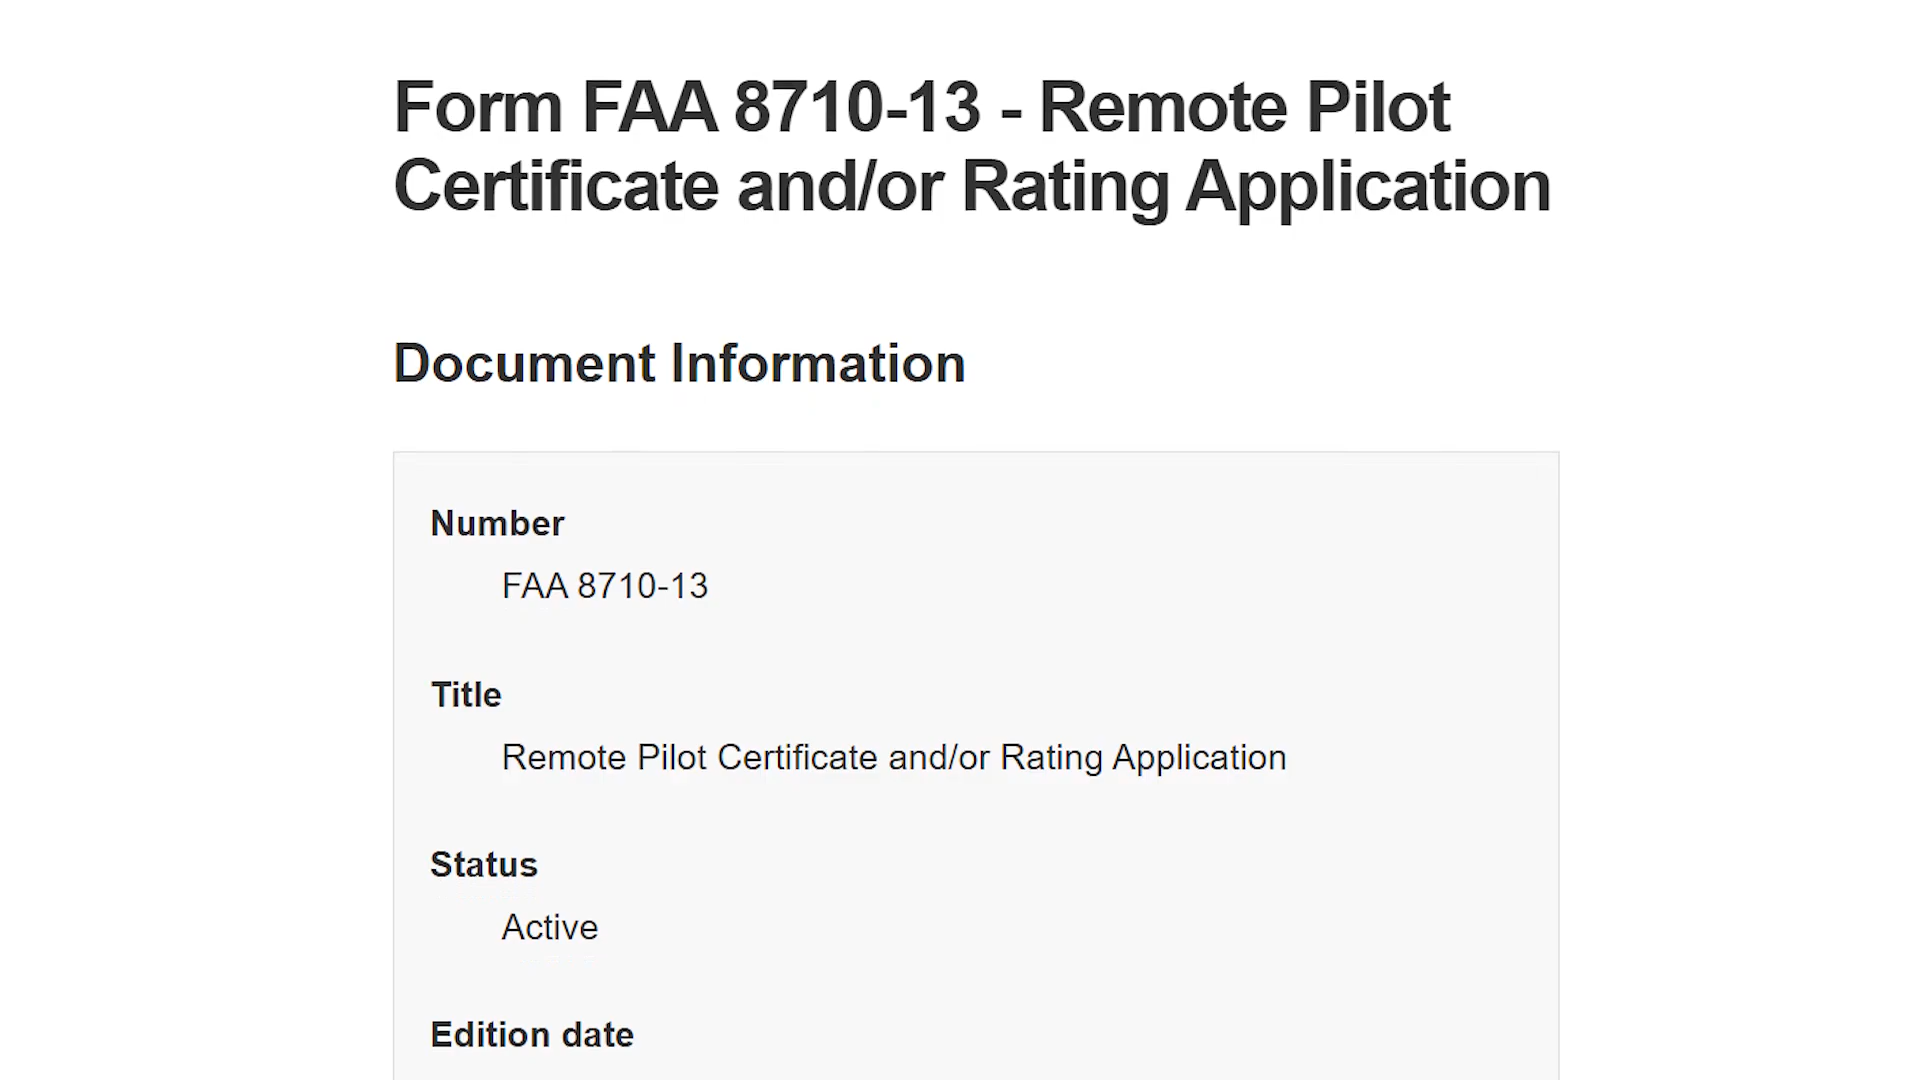 Form FAA 8710-13 - Remote Pilot
Certificate and/or Rating Application
Document Information
Number
FAA 8710-13
Title
Remote Pilot Certificate and/or Rating Application
Status
Active
Edition date